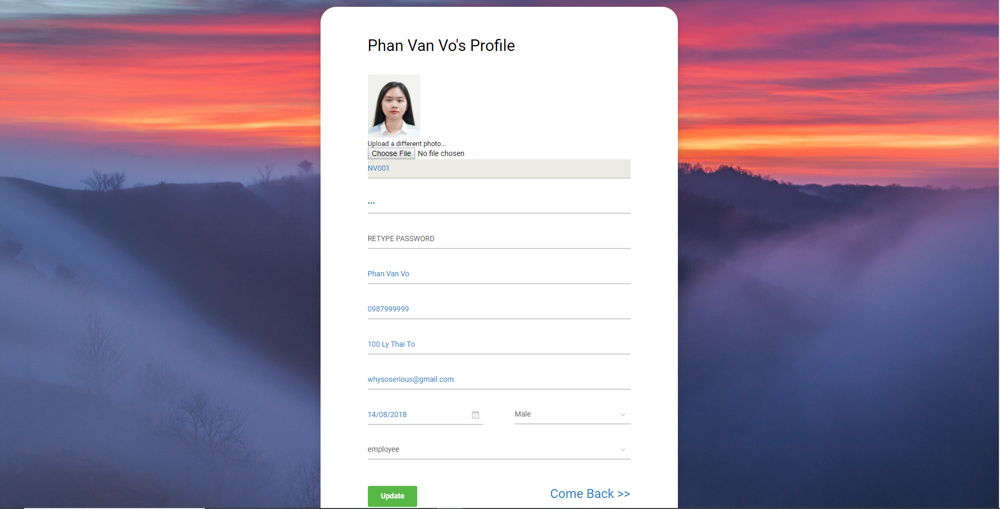 Phan Van Vo's Profile
Upload a different photo...
Choose File No file chosen
NV001
•••
RETYPE PASSWORD
Phan Van Vo
0987999999
100 Ly Thai To
whysoserious@gmail.com
14/08/2018 Male
employee
Update Come Back >>